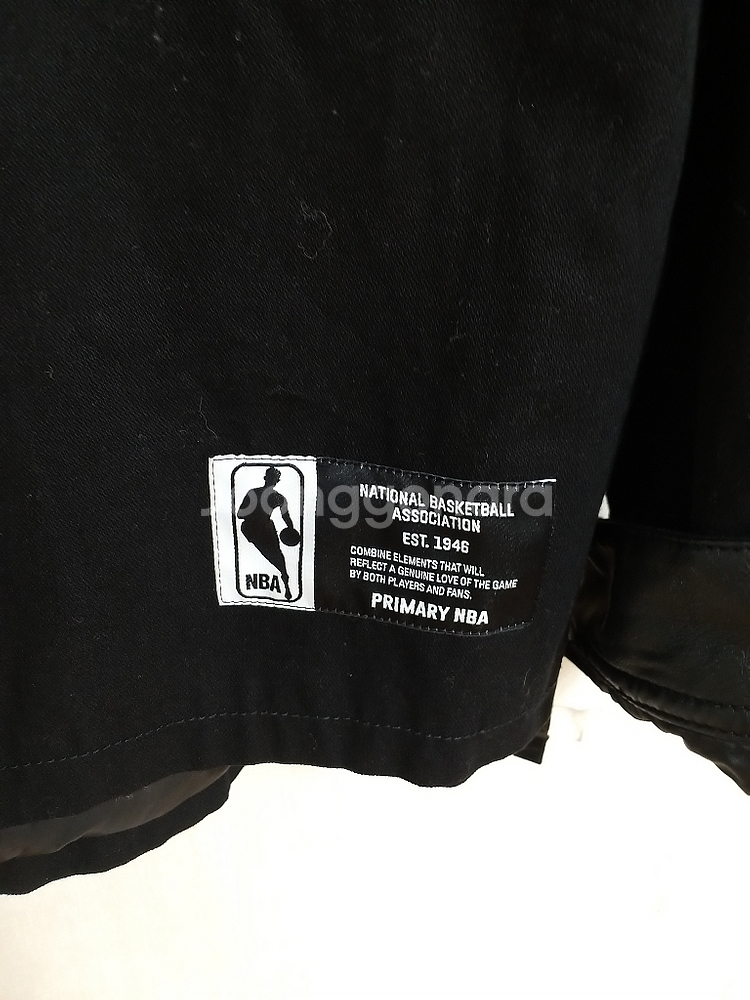 joonggonara
NATIONAL BASKETBALL
ASSOCIATION
EST. 1946
COMBINE ELEMENTS THAT WILL
REFLECT A GENUINE LOVE OF THE GAME
BY BOTH PLAYERS AND FANS.
PRIMARY NBA
NBA